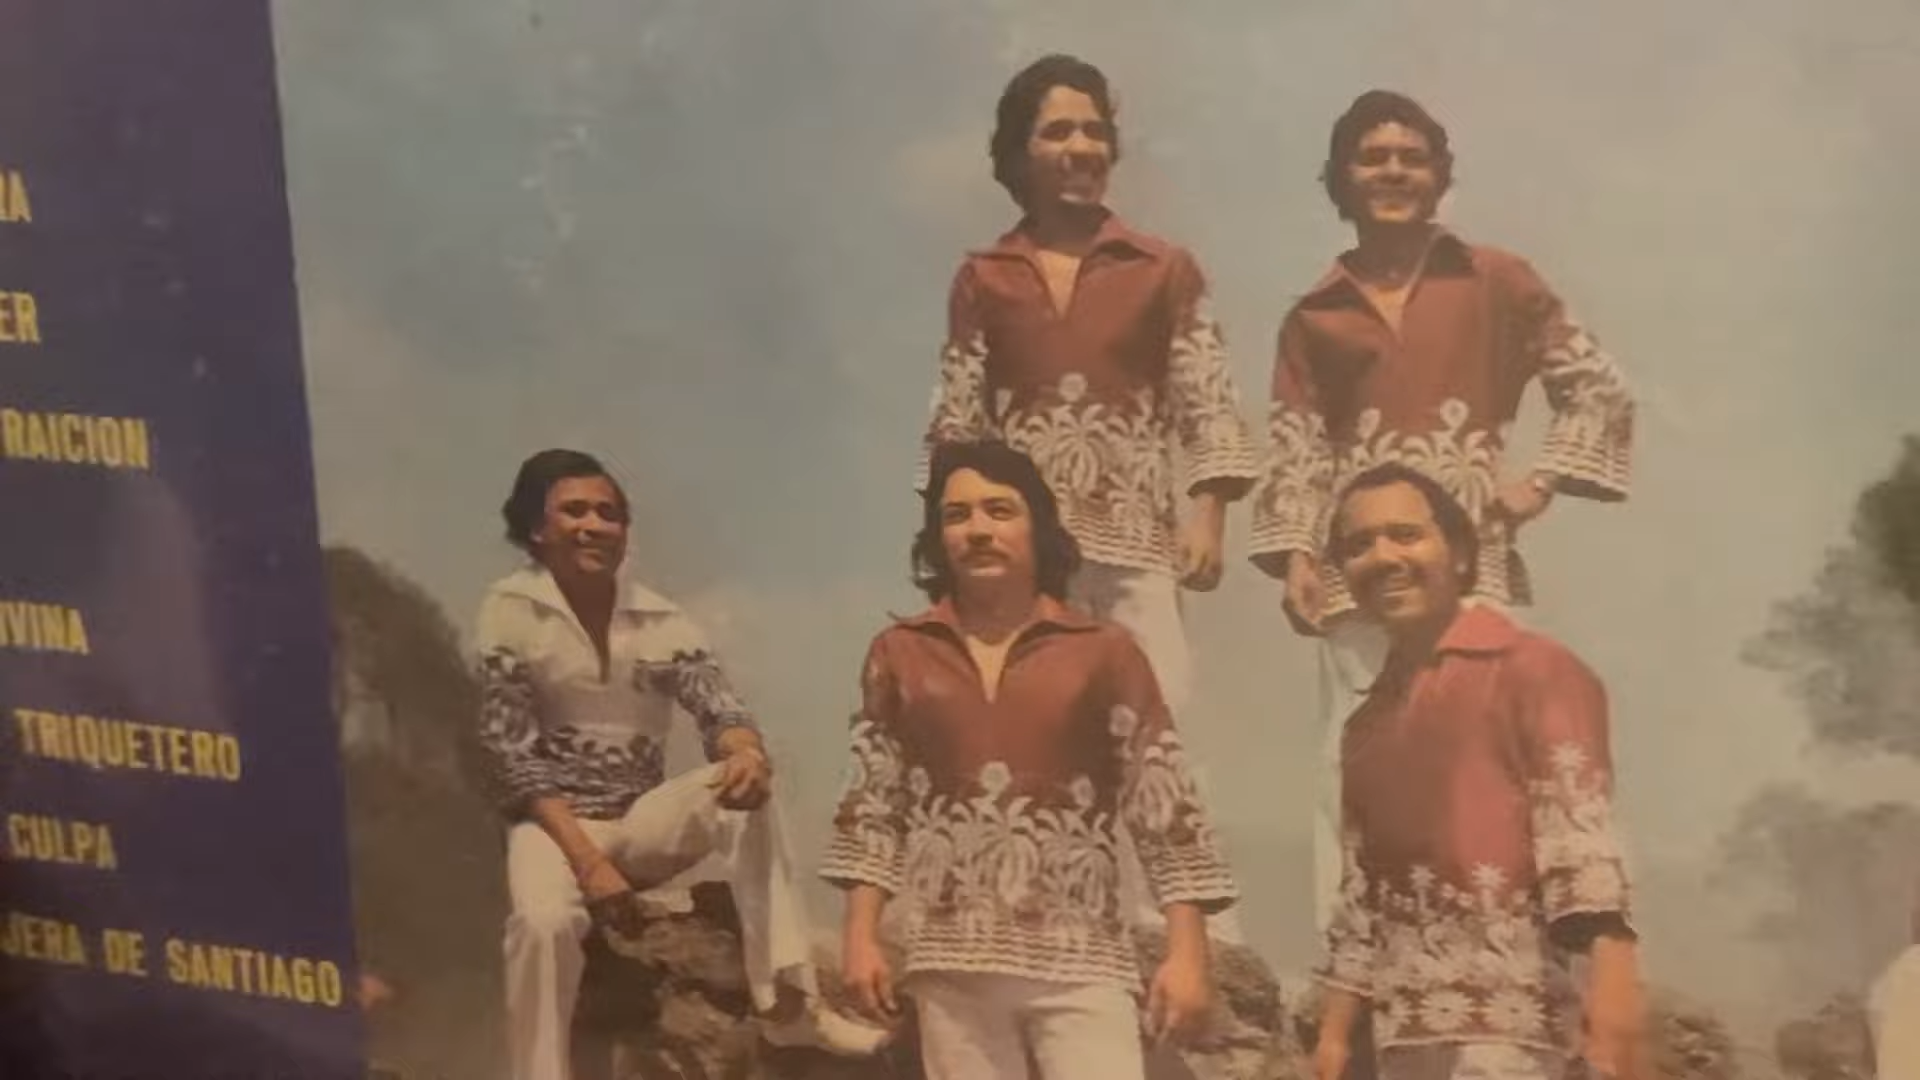 RA
ER
RAICION
IVINA
TRIQUETERO
CULPA
JERA DE SANTIAGO